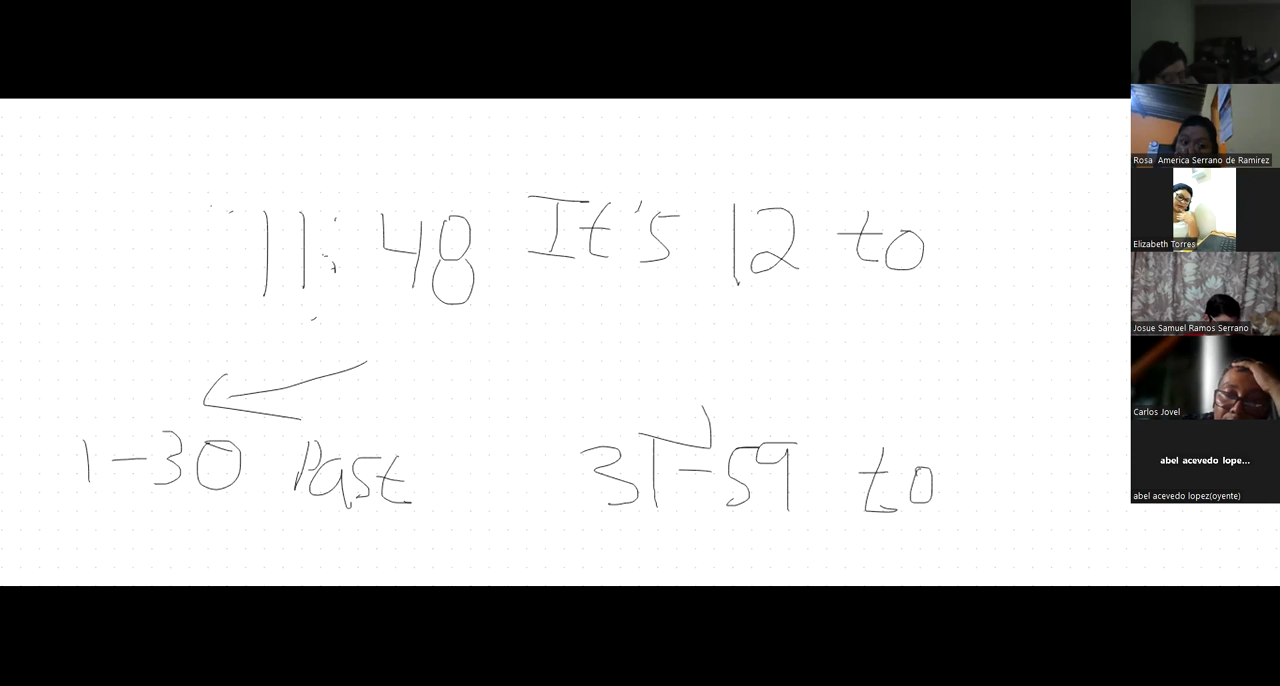 11:48 It's 12 to
1-30 Past 31-59 to
Rosa America Serrano de Ramirez
Elizabeth Torres
Josue Samuel Ramos Serrano
Carlos Jovel
abel acevedo lope...
abel acevedo lopez(oyente)